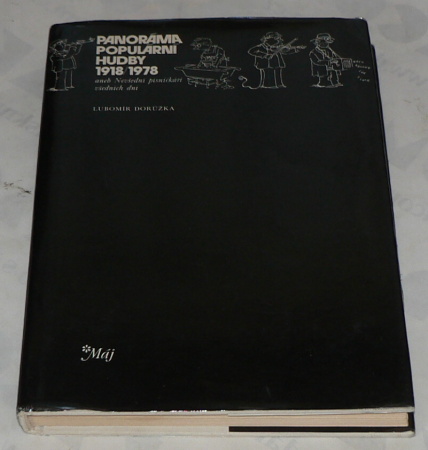 PANORÁMA
POPULÁRNÍ
HUDBY
1918/1978
aneb Nevšední písničkáři
všedních dní
LUBOMÍR DORŮŽKA
Máj